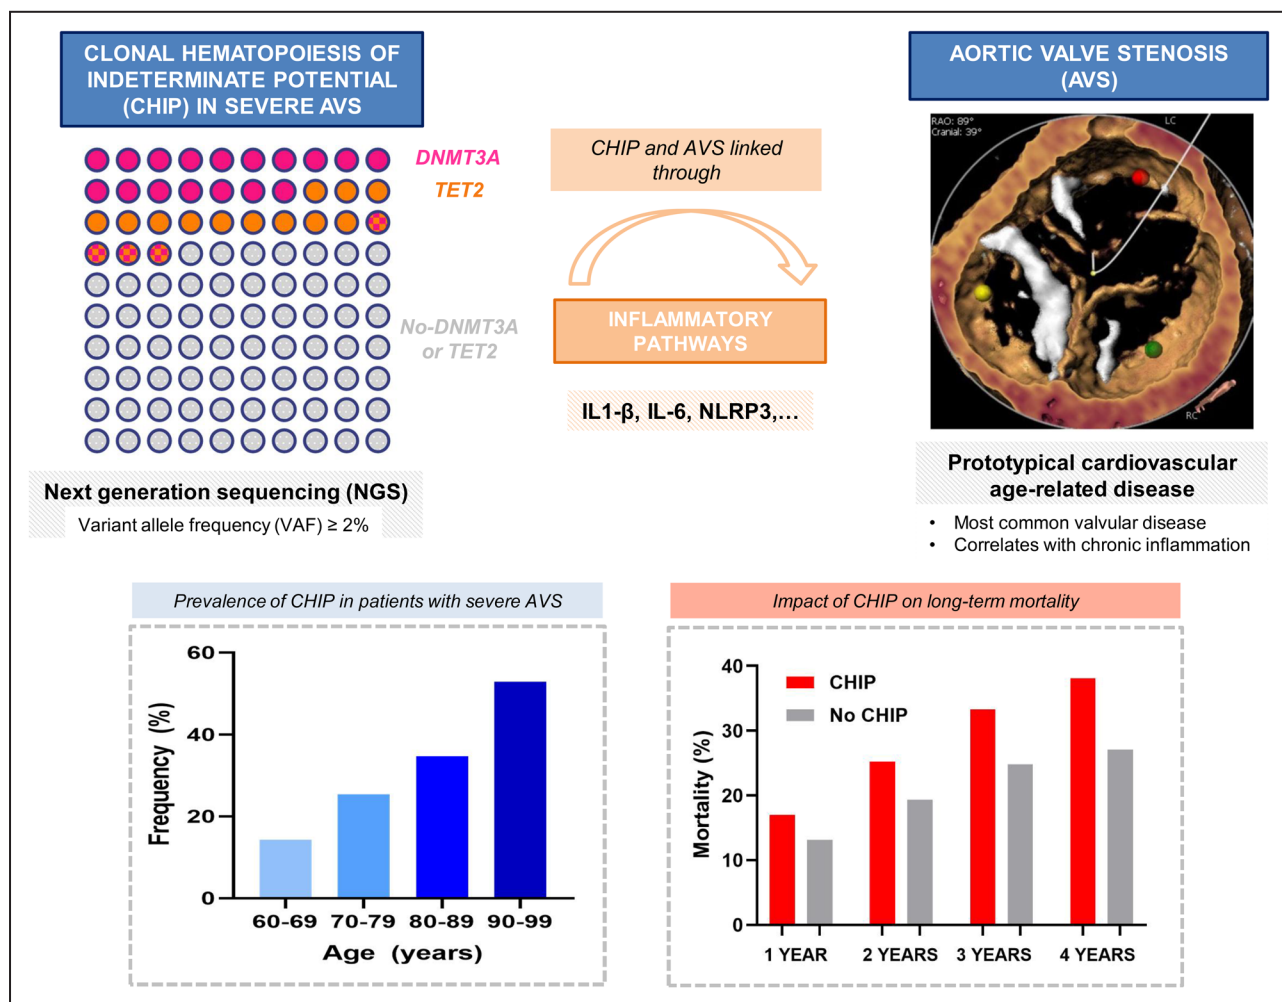 CLONAL HEMATOPOIESIS OF
INDETERMINATE POTENTIAL
(CHIP) IN SEVERE AVS
DNMT3A
TET2
No-DNMT3A
or TET2
Next generation sequencing (NGS)
Variant allele frequency (VAF) ≥ 2%
CHIP and AVS linked
through
INFLAMMATORY
PATHWAYS
IL1-β, IL-6, NLRP3,…
AORTIC VALVE STENOSIS
(AVS)
RAO: 89°
Cranial: 39°
LC
RC
Prototypical cardiovascular
age-related disease
• Most common valvular disease
• Correlates with chronic inflammation
Prevalence of CHIP in patients with severe AVS
Frequency (%)
60
40
20
0
60-69 70-79 80-89 90-99
Age (years)
Impact of CHIP on long-term mortality
Mortality (%)
40
30
20
10
0
CHIP
No CHIP
1 YEAR 2 YEARS 3 YEARS 4 YEARS